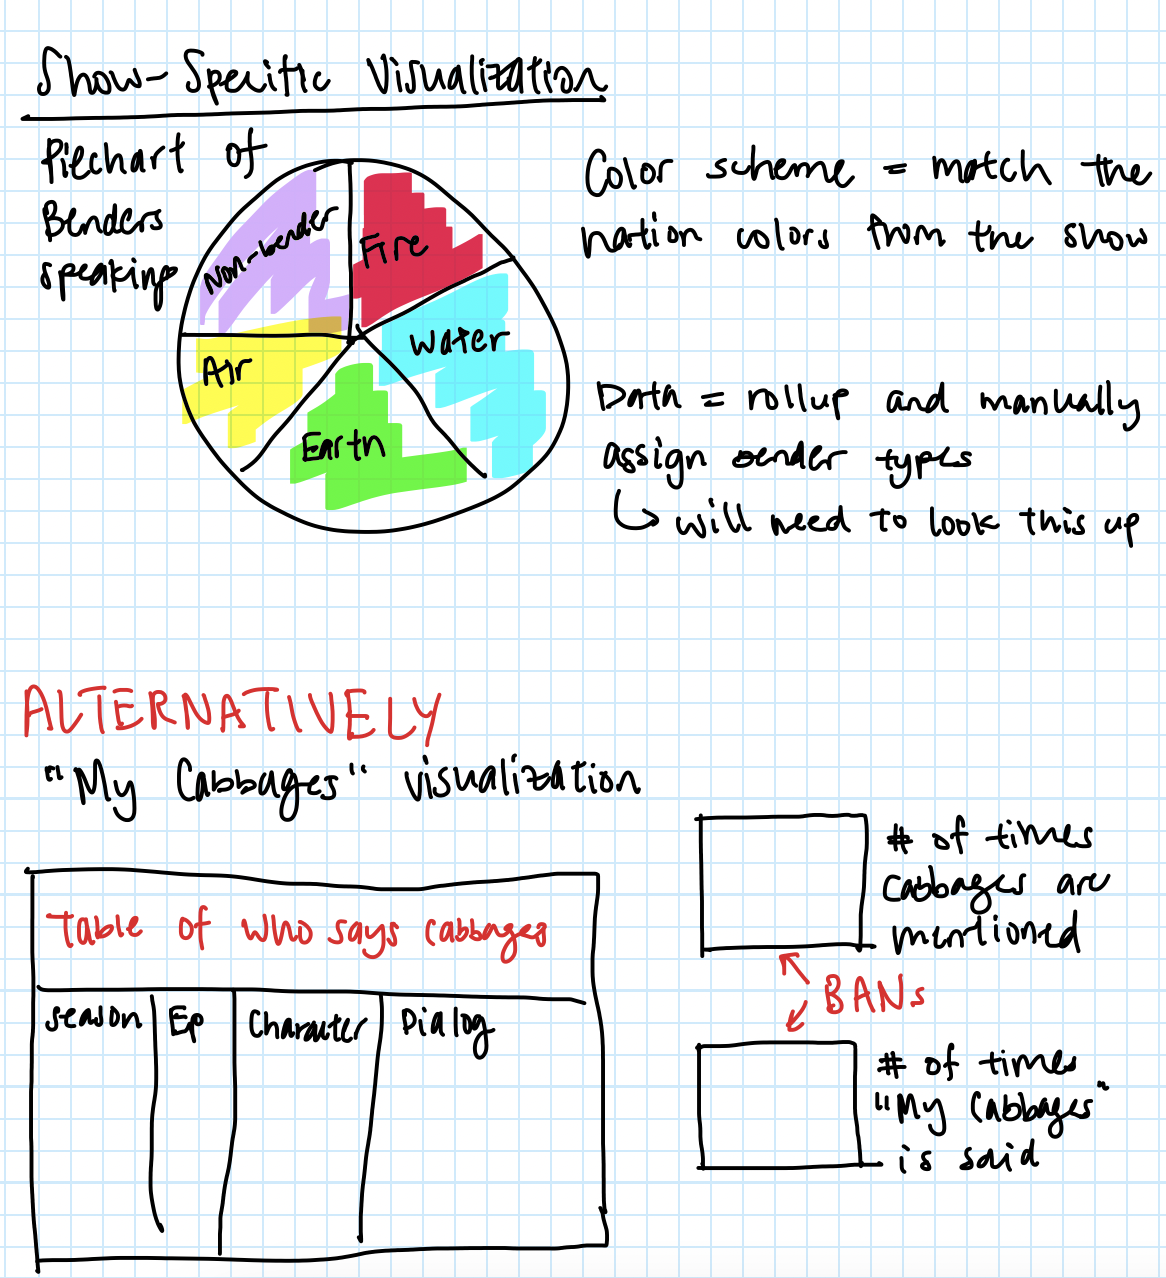 Show-Specific Visualization
Piechart of
Benders
speaking
Non-bender
Fire
Water
Air
Earth
Color scheme = match the
nation colors from the show
Data = rollup and manually
assign bender types
↳ will need to look this up
ALTERNATIVELY
"My Cabbages" visualization
Table of who says cabbages
season Ep Character Dialog
# of times
cabbages are
mentioned
BANs
# of times
"My Cabbages"
is said